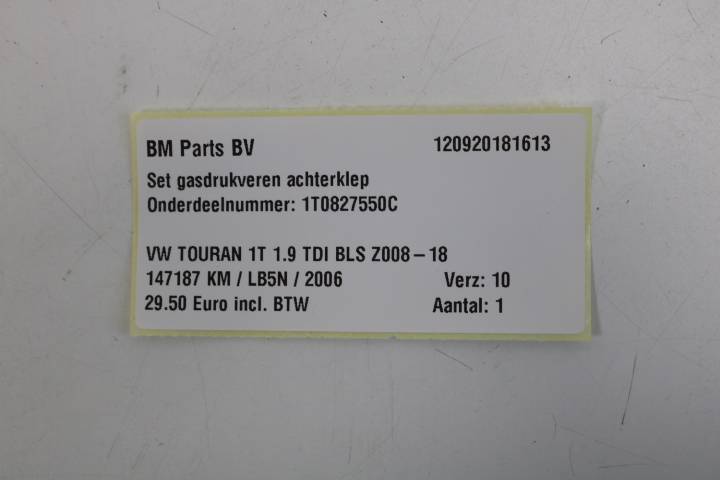 BM Parts BV 120920181613
Set gasdrukveren achterklep
Onderdeelnummer: 1T0827550C
VW TOURAN 1T 1.9 TDI BLS Z008-18
147187 KM / LB5N / 2006 Verz: 10
29.50 Euro incl. BTW Aantal: 1